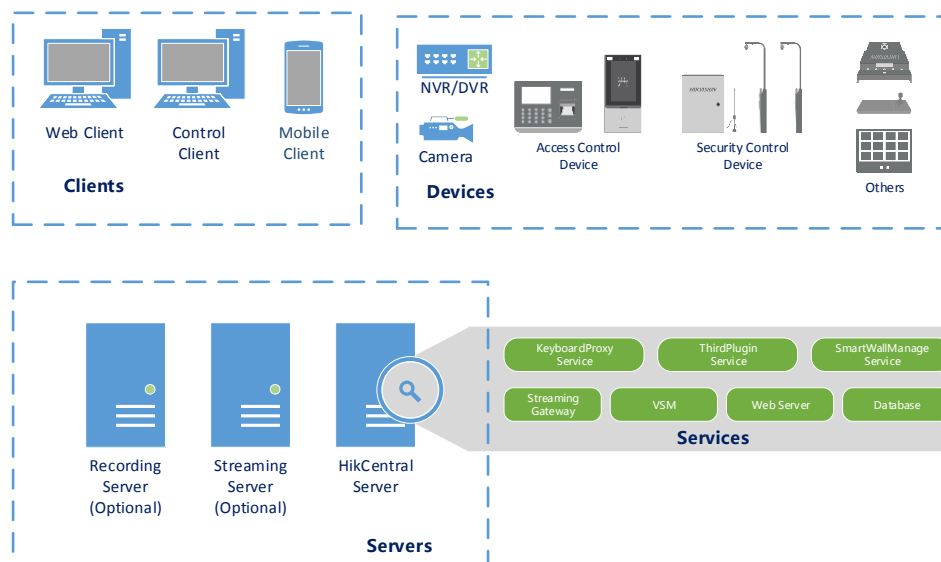 Web Client
Control
Client
Mobile
Client
Clients
NVR/DVR
Camera
Access Control
Device
HIKVISION
Security Control
Device
HIKVISION
Others
Devices
Recording
Server
(Optional)
Streaming
Server
(Optional)
HikCentral
Server
Servers
KeyboardProxy
Service
ThirdPlugin
Service
SmartWallManage
Service
Streaming
Gateway
VSM
Web Server
Database
Services